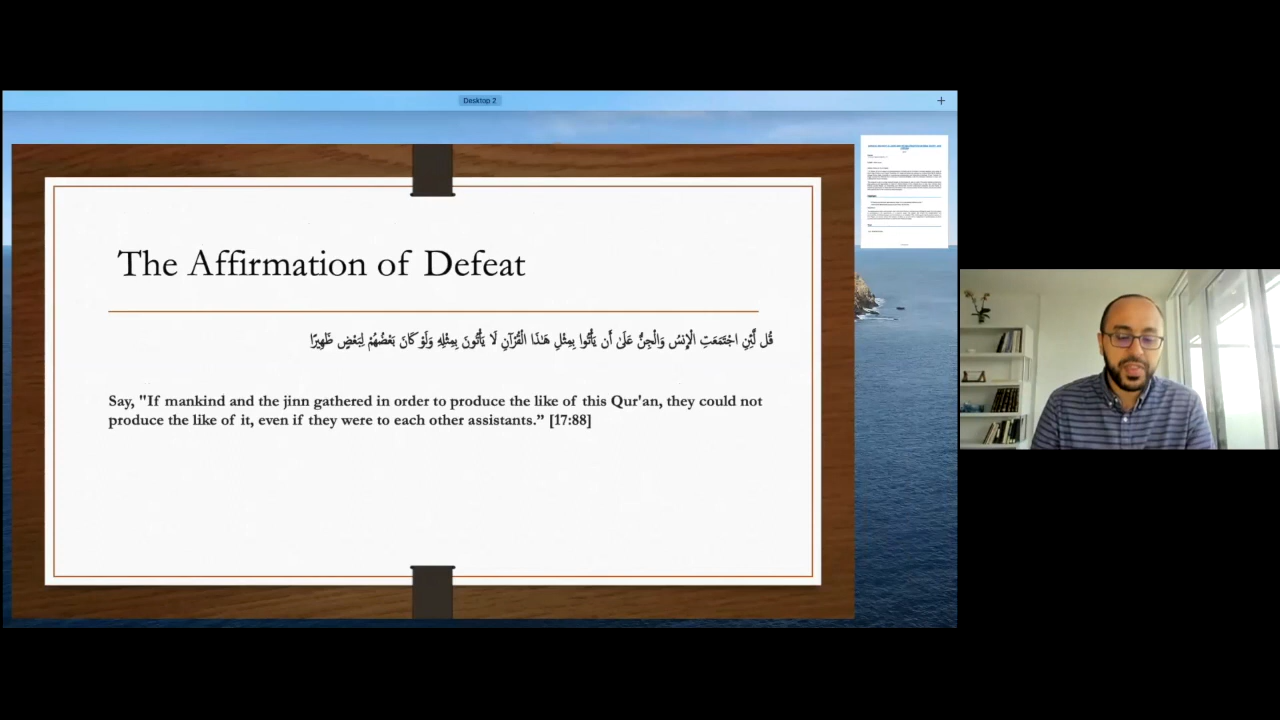 Desktop 2
The Affirmation of Defeat
قُل لَّئِنِ اجْتَمَعَتِ الْإِنسُ وَالْجِنُّ عَلَىٰ أَن يَأْتُوا بِمِثْلِ هَٰذَا الْقُرْآنِ لَا يَأْتُونَ بِمِثْلِهِ وَلَوْ كَانَ بَعْضُهُمْ لِبَعْضٍ ظَهِيرًا
Say, "If mankind and the jinn gathered in order to produce the like of this Qur'an, they could not
produce the like of it, even if they were to each other assistants.” [17:88]